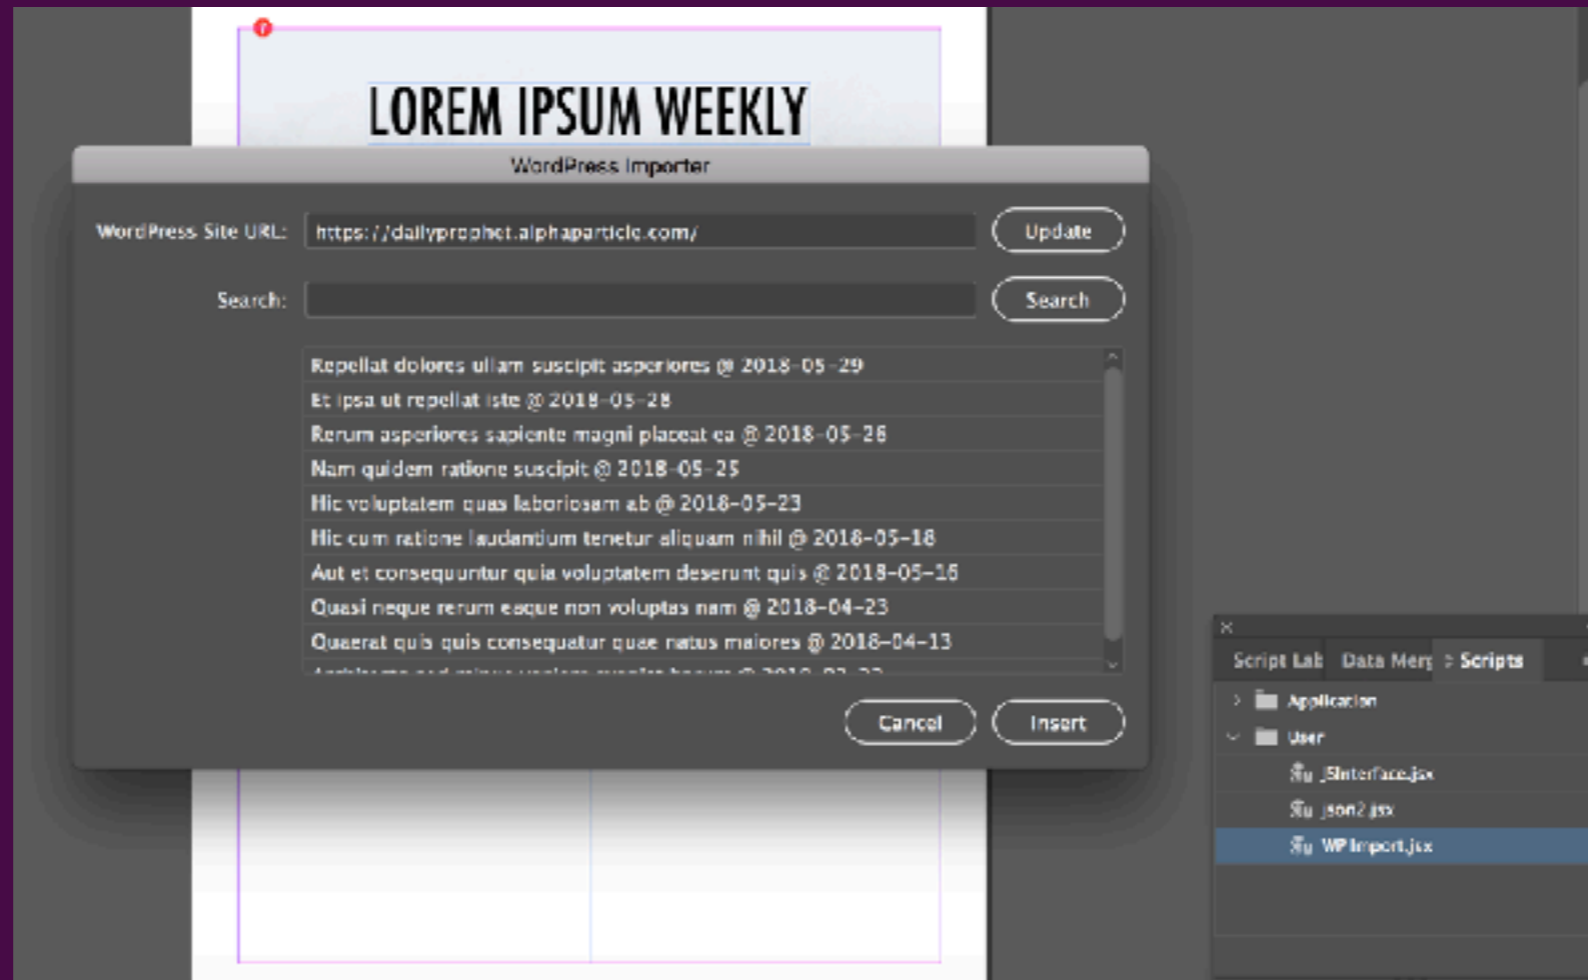 LOREM IPSUM WEEKLY
WordPress Importer
WordPress Site URL: https://dailyprophet.alphaparticle.com/ Update
Search: Search
Repellat dolores ullam suscipit asperiores @ 2018-05-29
Et ipsa ut repellat iste @ 2018-05-28
Rerum asperiores sapiente magni placeat ea @ 2018-05-26
Nam quidem ratione suscipit @ 2018-05-25
Hic voluptatem quas laboriosam ab @ 2018-05-23
Hic cum ratione laudantium tenetur aliquam nihil @ 2018-05-18
Aut et consequuntur quia voluptatem deserunt quis @ 2018-05-16
Quasi neque rerum eaque non voluptas nam @ 2018-04-23
Quaerat quis quis consequatur quae natus maiores @ 2018-04-13
Cancel Insert
Script Lab Data Merg Scripts
Application
User
JSInterface.jsx
json2.jsx
WPImport.jsx